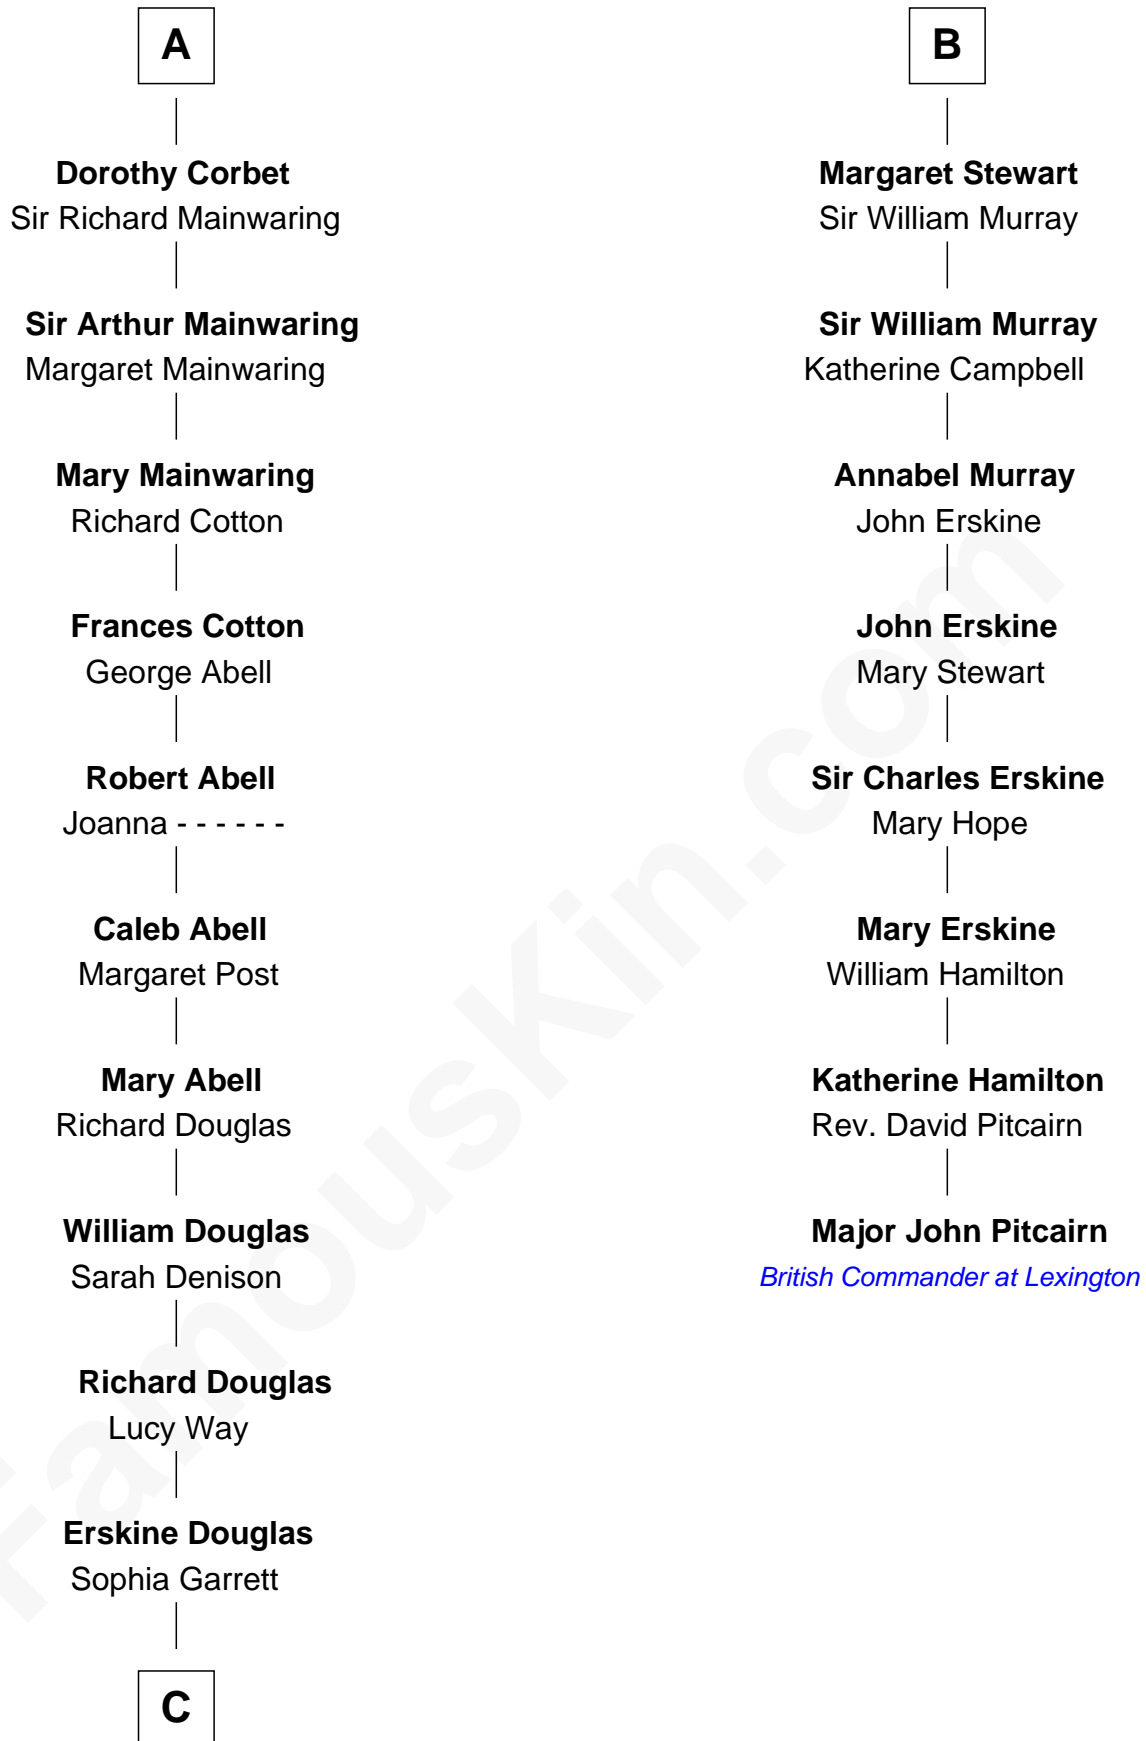 A
Dorothy Corbet
Sir Richard Mainwaring
Sir Arthur Mainwaring
Margaret Mainwaring
Mary Mainwaring
Richard Cotton
Frances Cotton
George Abell
Robert Abell
Joanna - - - - - -
Caleb Abell
Margaret Post
Mary Abell
Richard Douglas
William Douglas
Sarah Denison
Richard Douglas
Lucy Way
Erskine Douglas
Sophia Garrett
C
B
Margaret Stewart
Sir William Murray
Sir William Murray
Katherine Campbell
Annabel Murray
John Erskine
John Erskine
Mary Stewart
Sir Charles Erskine
Mary Hope
Mary Erskine
William Hamilton
Katherine Hamilton
Rev. David Pitcairn
Major John Pitcairn
British Commander at Lexington
FamousKin.com